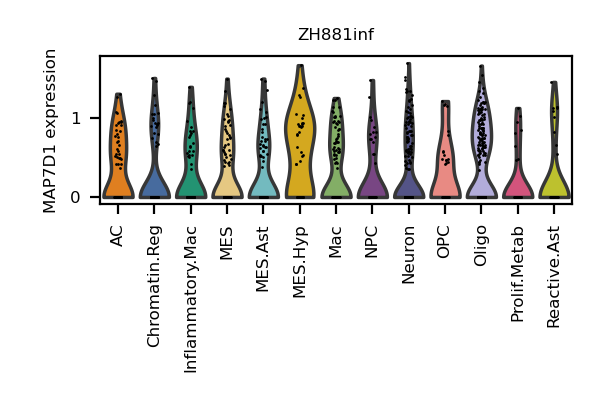 ZH881inf
MAP7D1 expression
1
0
AC
Chromatin.Reg
Inflammatory.Mac
MES
MES.Ast
MES.Hyp
Mac
NPC
Neuron
OPC
Oligo
Prolif.Metab
Reactive.Ast